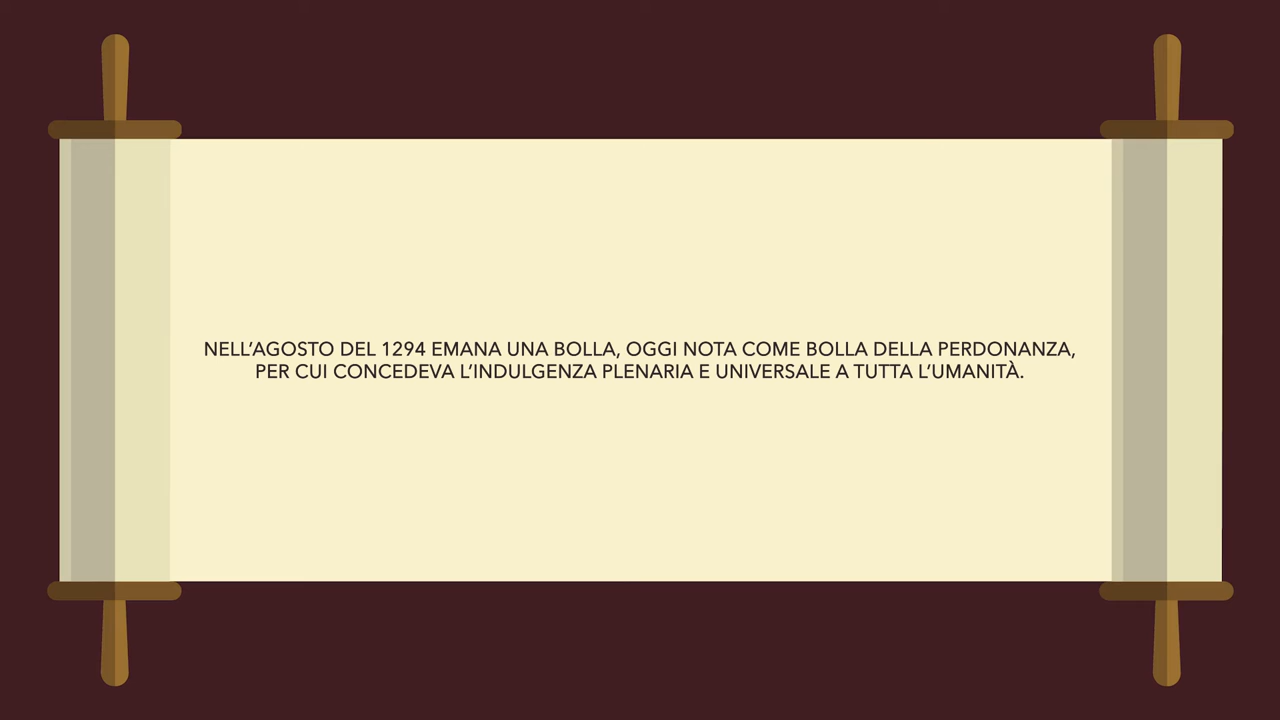 NELL’AGOSTO DEL 1294 EMANA UNA BOLLA, OGGI NOTA COME BOLLA DELLA PERDONANZA,
PER CUI CONCEDEVA L’INDULGENZA PLENARIA E UNIVERSALE A TUTTA L’UMANITÀ.